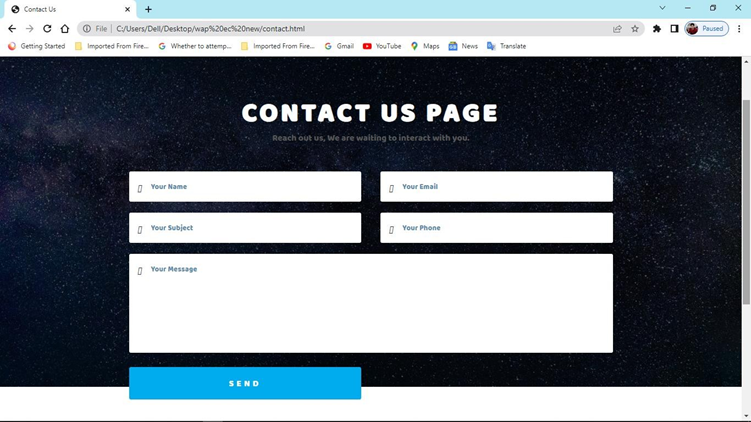 Contact Us
File C:/Users/Dell/Desktop/wap%20ec%20new/contact.html Paused
Getting Started Imported From Fire... Whether to attemp... Imported From Fire... Gmail YouTube Maps News Translate
CONTACT US PAGE
Reach out us, We are waiting to interact with you.
Your Name Your Email
Your Subject Your Phone
Your Message
SEND